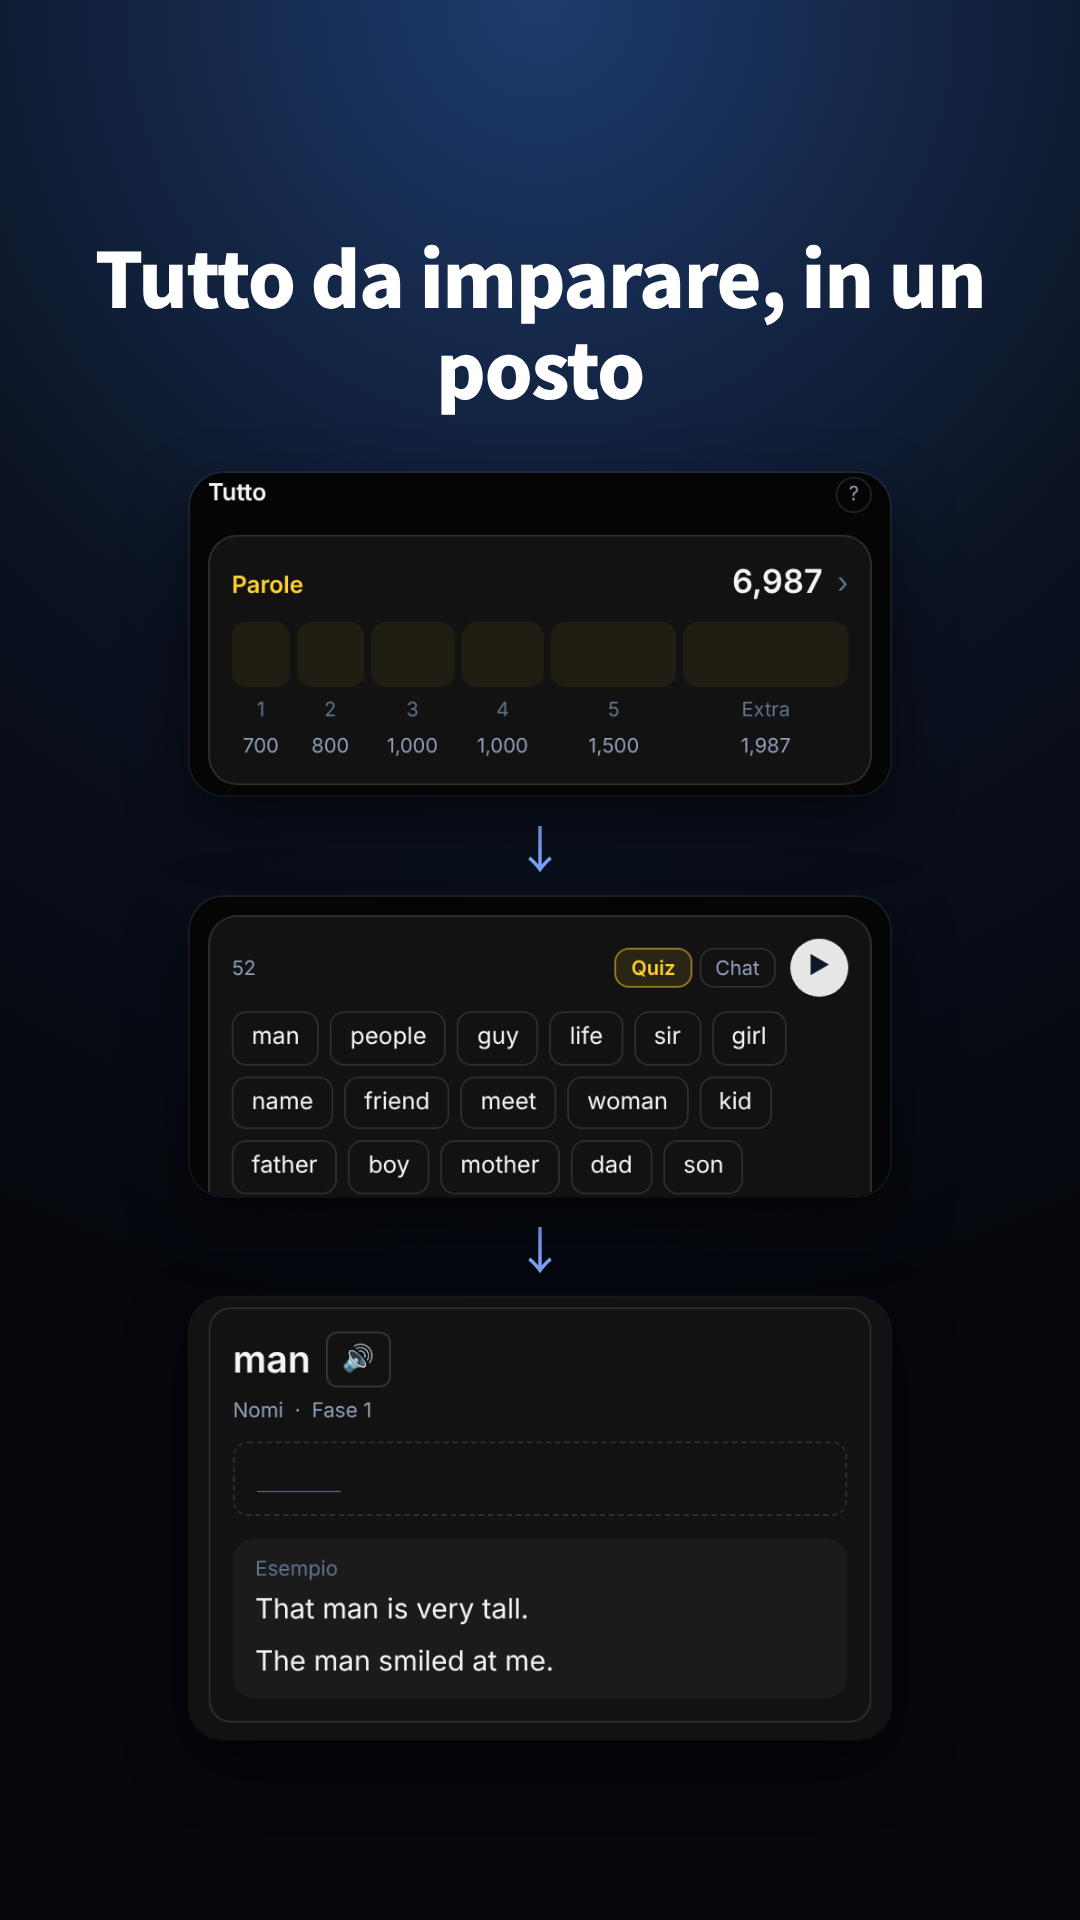 Tutto da imparare, in un
posto
Tutto
?
Parole
6,987 ›
1 2 3 4 5 Extra
700 800 1,000 1,000 1,500 1,987
↓
52
Quiz Chat
man people guy life sir girl
name friend meet woman kid
father boy mother dad son
↓
man
Nomi · Fase 1
Esempio
That man is very tall.
The man smiled at me.